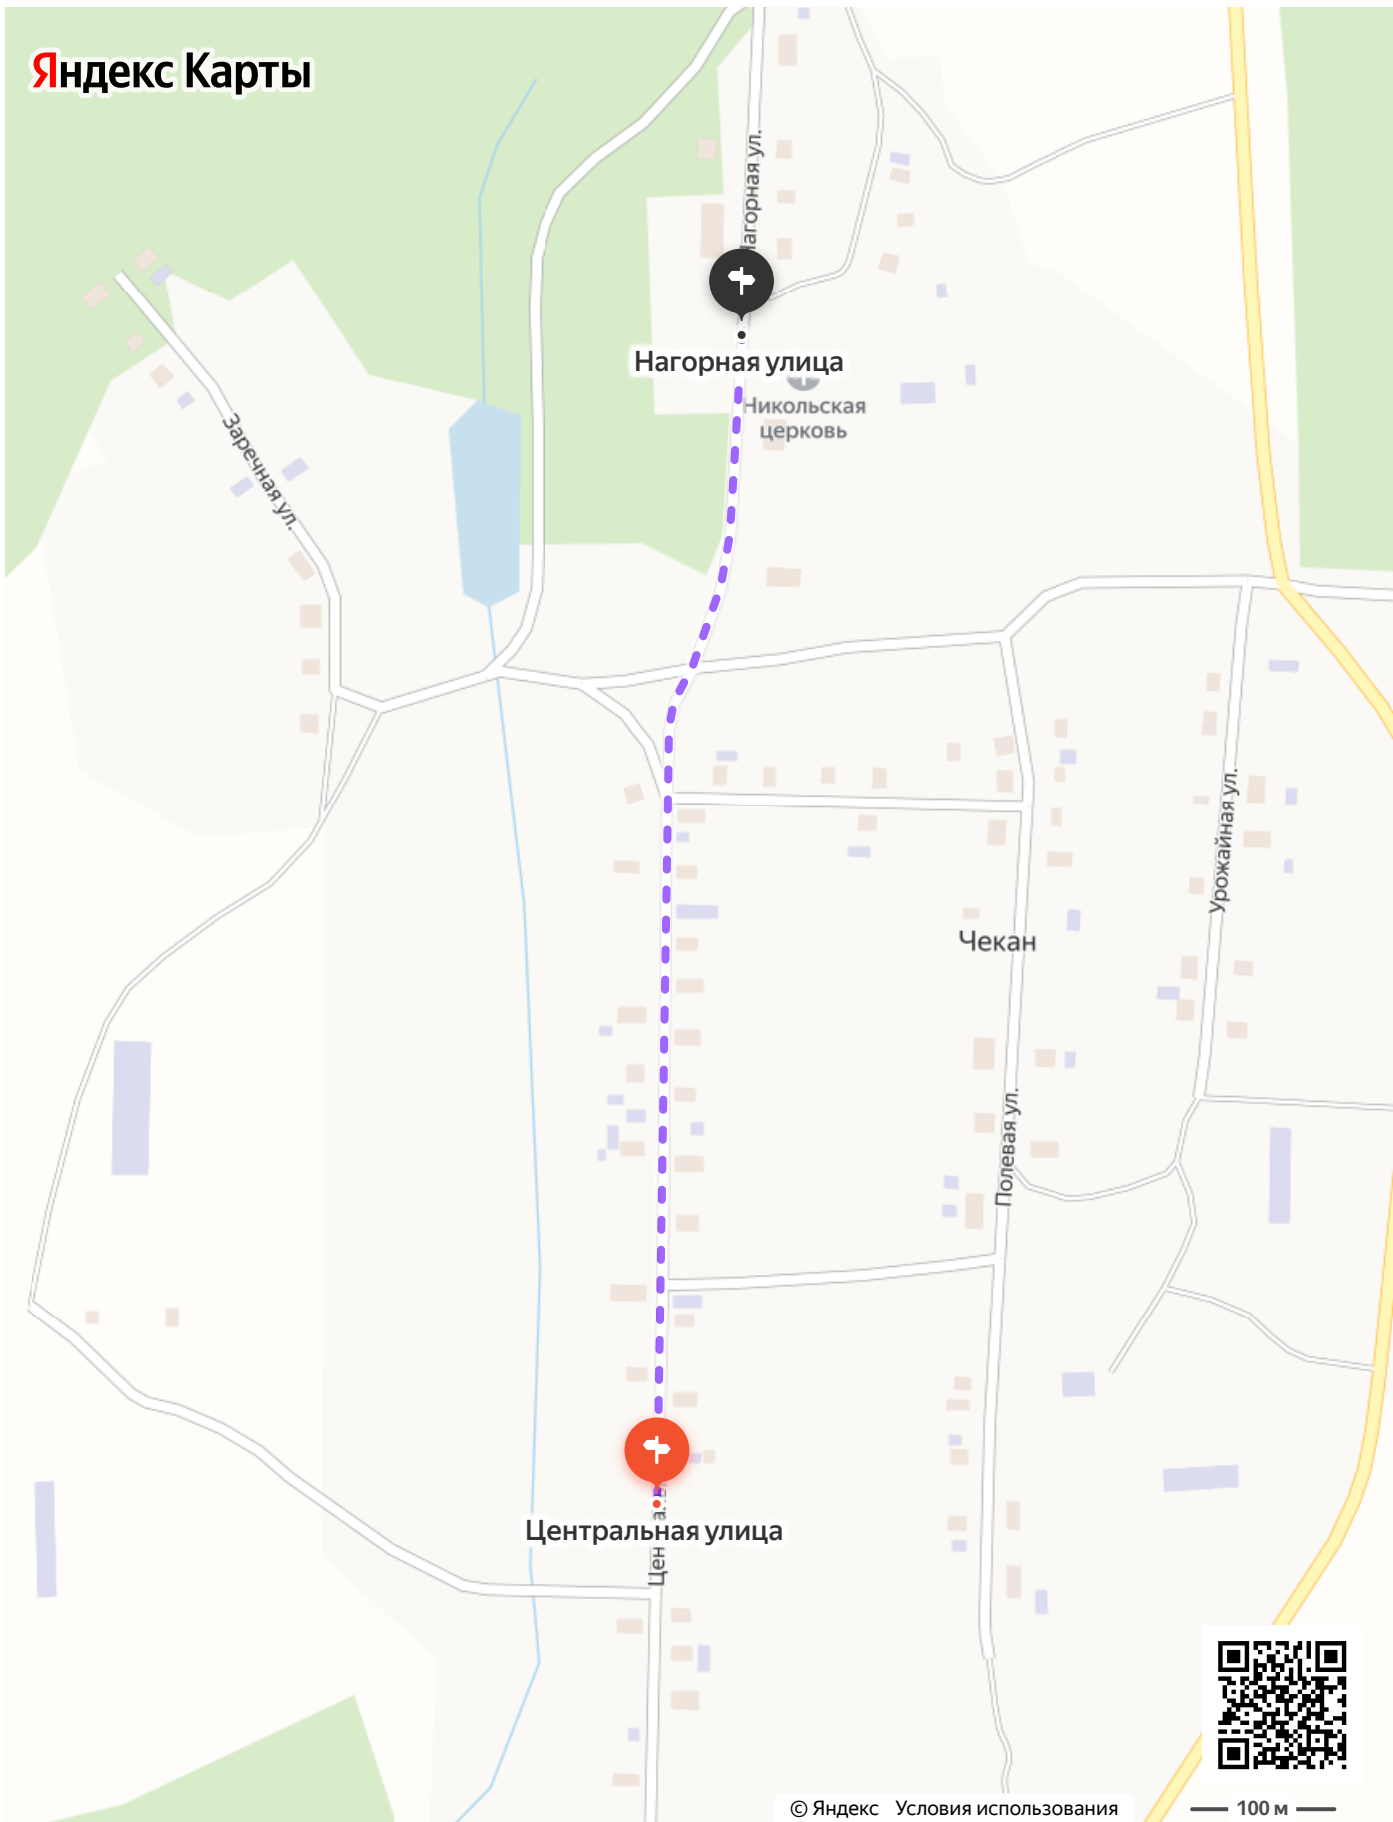 Яндекс Карты
Нагорная ул.
Нагорная улица
Никольская
церковь
Заречная ул.
Урожайная ул.
Чекан
Полевая ул.
Центральная улица
© Яндекс Условия использования
100 м